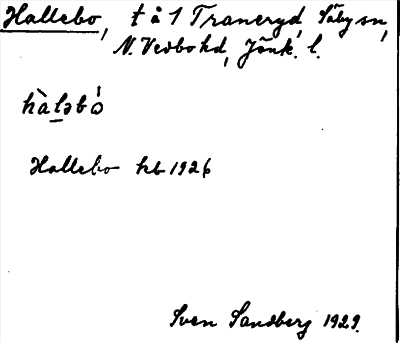 Hallebo, t å 1 Traneryd, Säby sn,
N. Vedbo hd, Jönk. l.
hàləbó
Hallebo hb 1926
Sven Sandberg 1929.